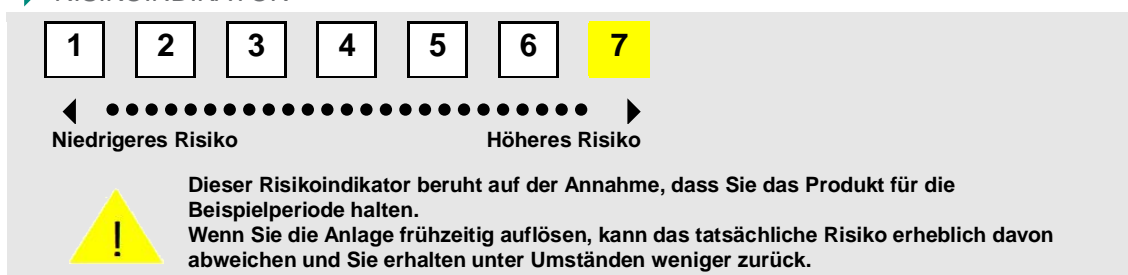 1 2 3 4 5 6 7
Niedrigeres Risiko Höheres Risiko
!
Dieser Risikoindikator beruht auf der Annahme, dass Sie das Produkt für die
Beispielperiode halten.
Wenn Sie die Anlage frühzeitig auflösen, kann das tatsächliche Risiko erheblich davon
abweichen und Sie erhalten unter Umständen weniger zurück.